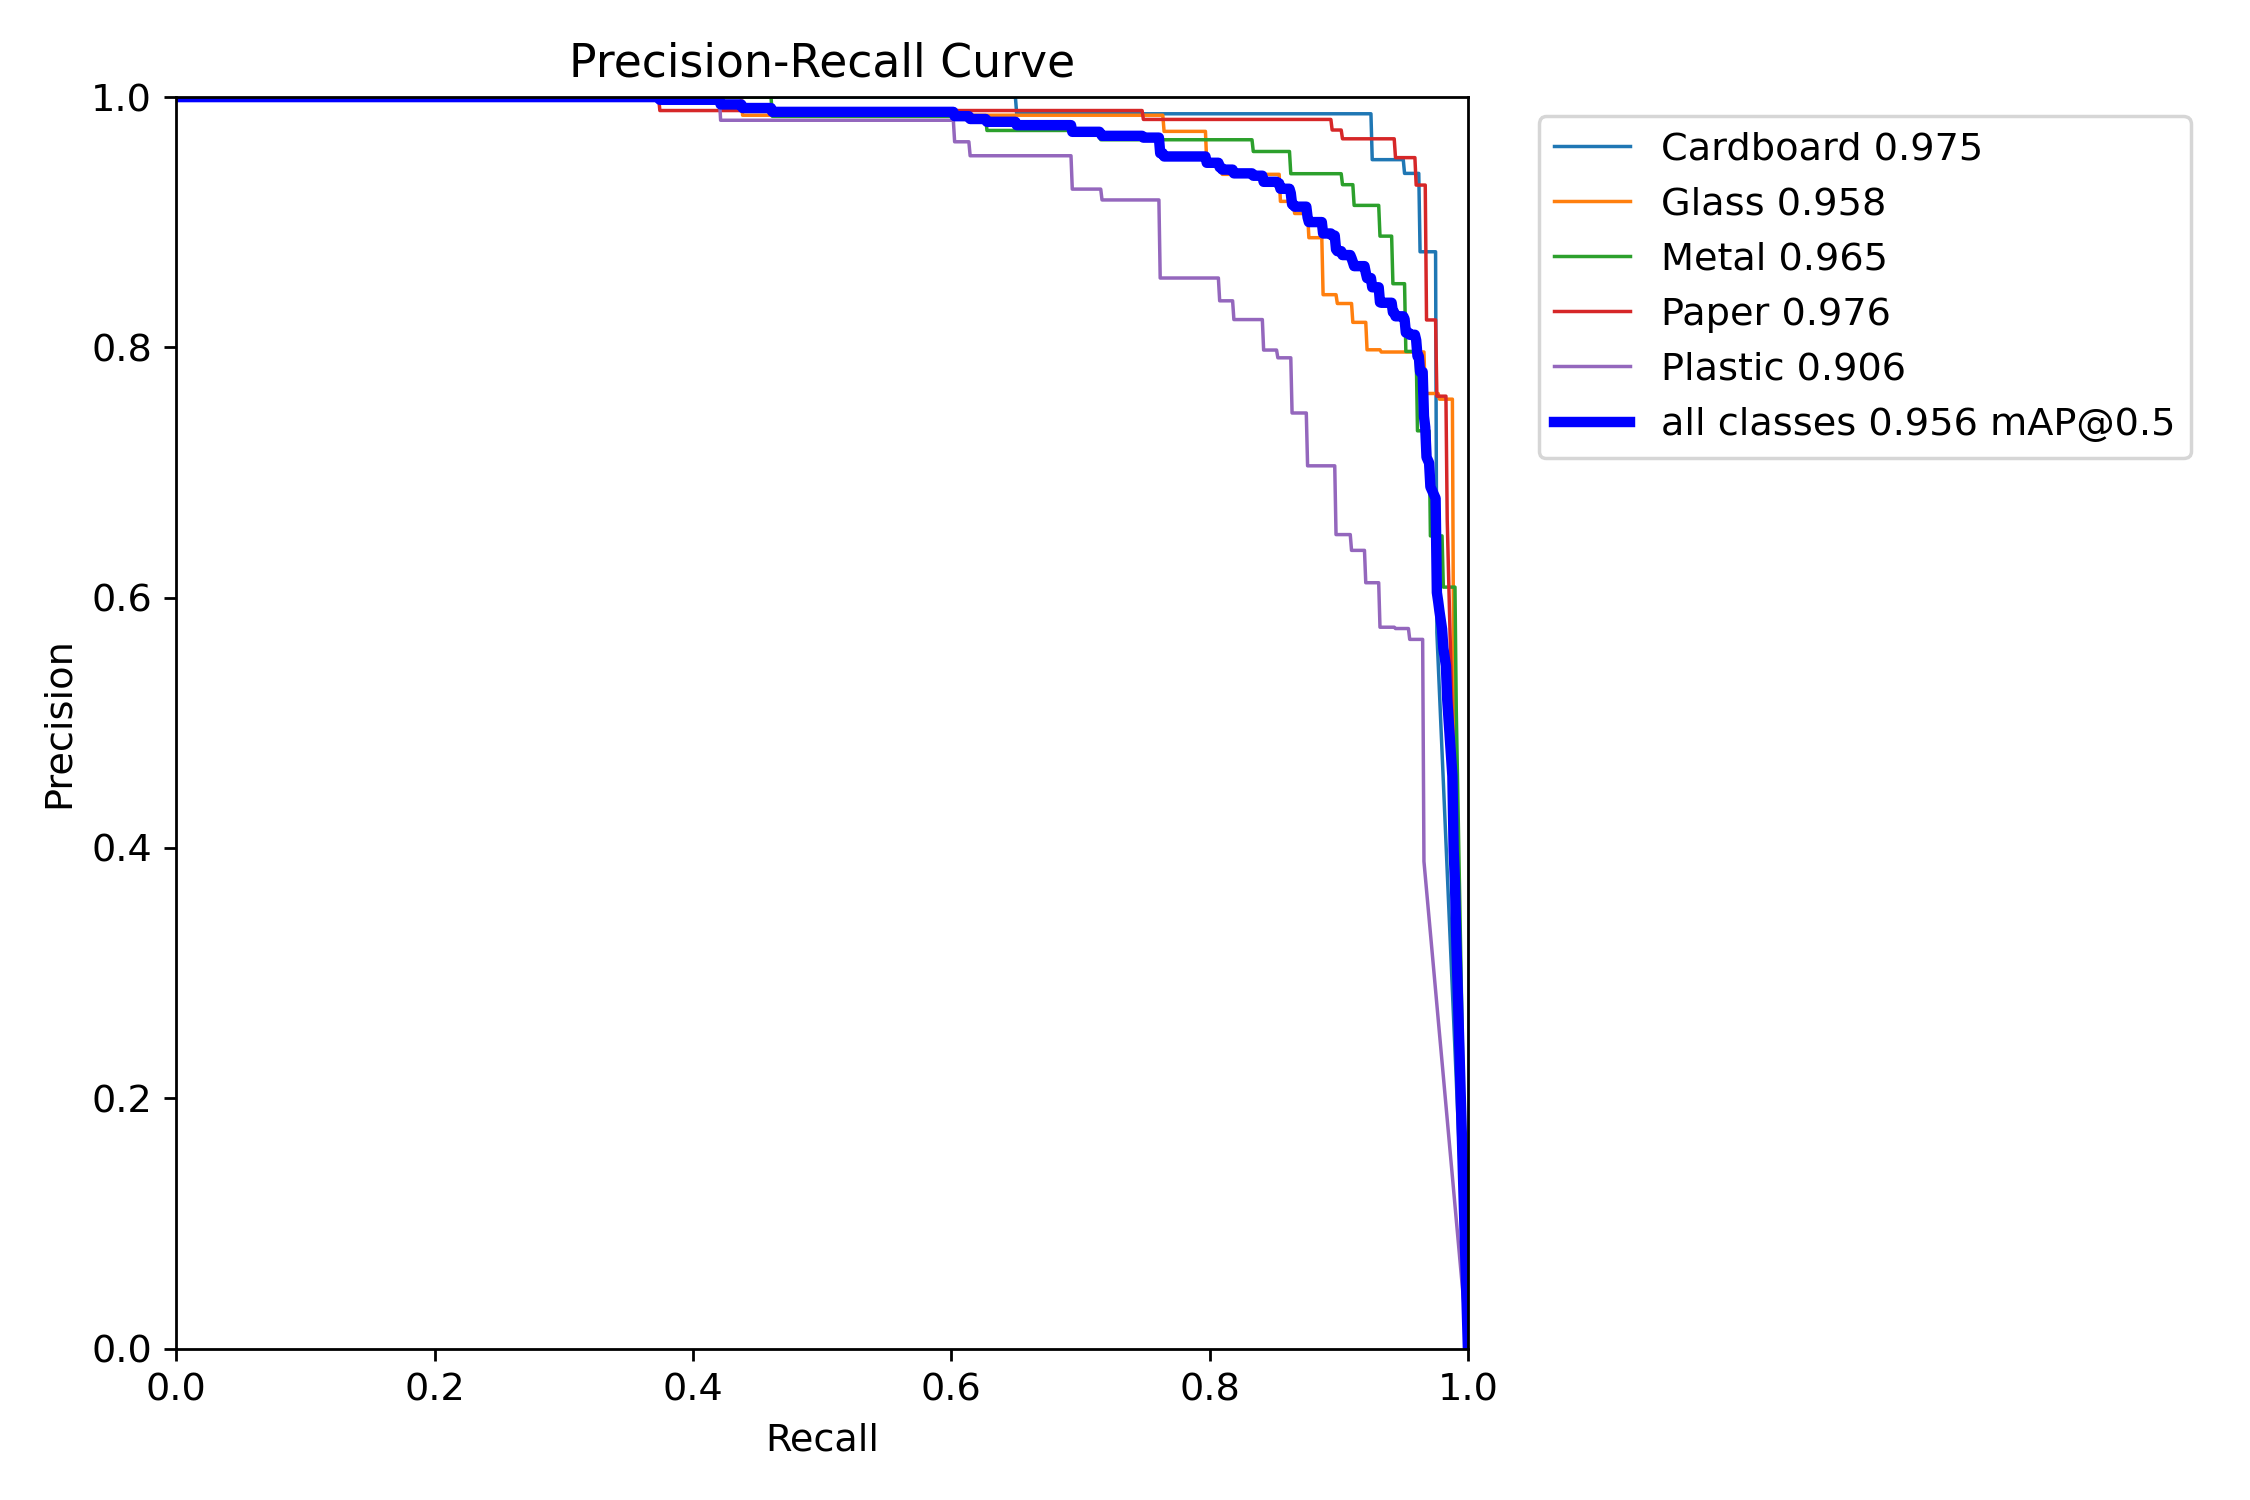 Precision-Recall Curve
1.0
0.8
0.6
0.4
0.2
0.0
Precision
0.0 0.2 0.4 0.6 0.8 1.0
Recall
Cardboard 0.975
Glass 0.958
Metal 0.965
Paper 0.976
Plastic 0.906
all classes 0.956 mAP@0.5